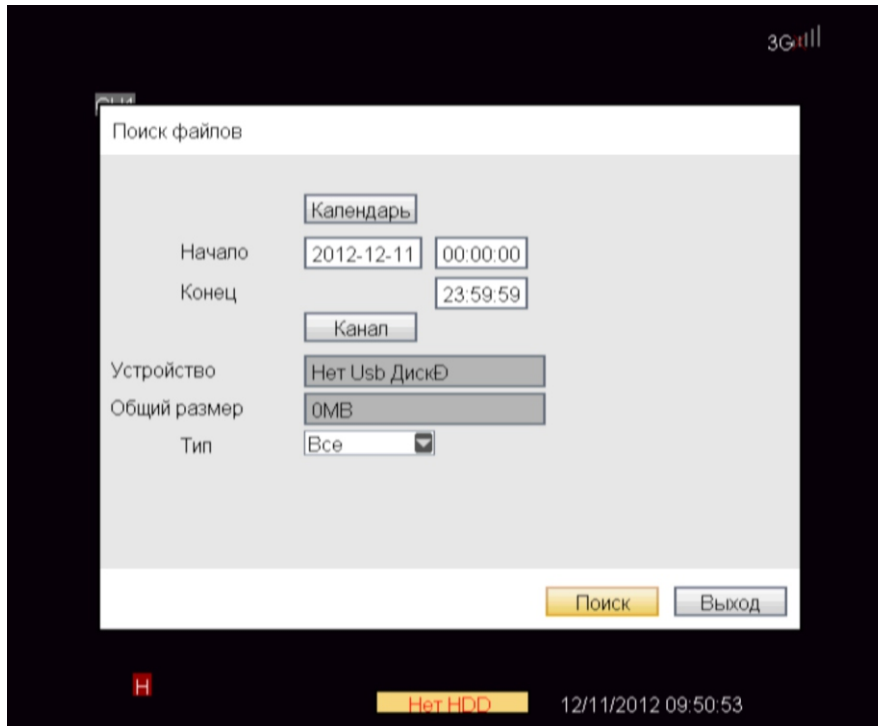 3G
CH1
Поиск файлов
Календарь
Начало 2012-12-11 00:00:00
Конец 23:59:59
Канал
Устройство Нет Usb ДискÐ
Общий размер 0MB
Тип Все
Поиск Выход
H
Нет HDD 12/11/2012 09:50:53